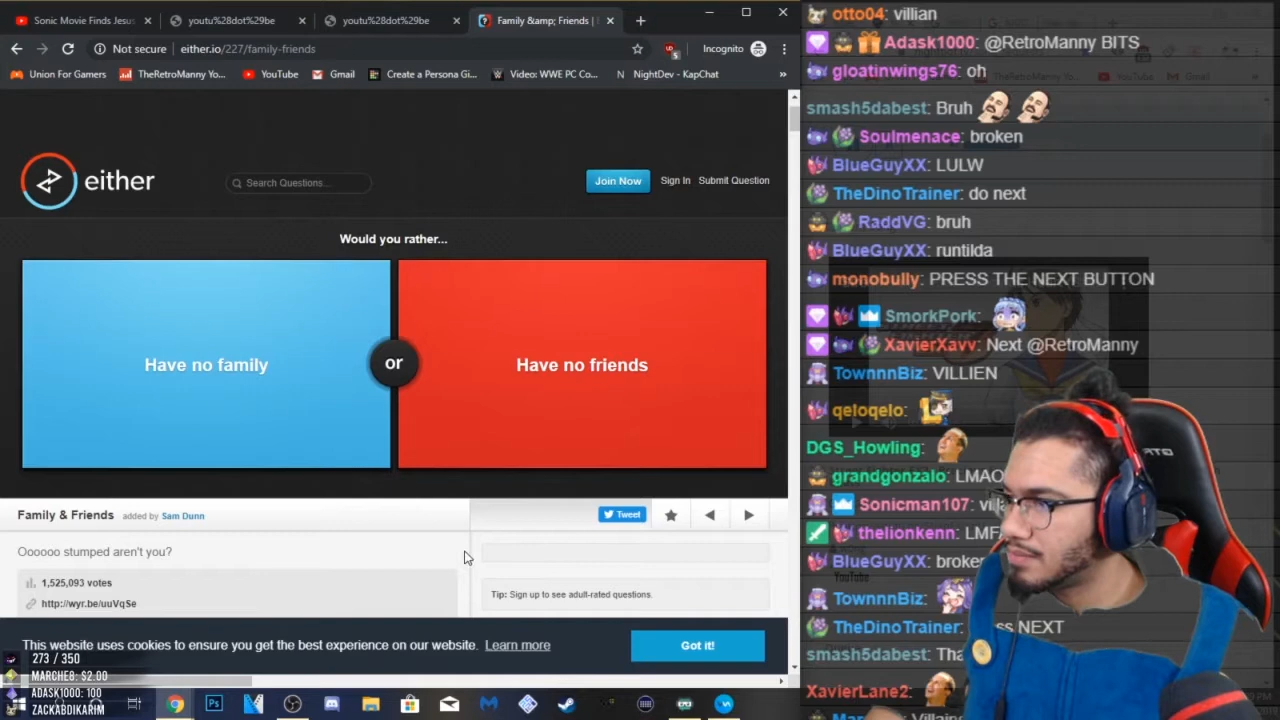 Sonic Movie Finds Jesus
youtu%28dot%29be
youtu%28dot%29be
Family &amp; Friends |
Not secure
either.io/227/family-friends
Incognito
Union For Gamers
TheRetroManny Yo...
YouTube
Gmail
Create a Persona Gi...
Video: WWE PC Co...
NightDev - KapChat
»
either
Search Questions...
Join Now
Sign In
Submit Question
Would you rather...
Have no family
or
Have no friends
Family & Friends
added by Sam Dunn
Tweet
Oooooo stumped aren't you?
1,525,093 votes
http://wyr.be/uuVqSe
Tip: Sign up to see adult-rated questions.
This website uses cookies to ensure you get the best experience on our website. Learn more
Got it!
273 / 350
MARCHE8: $2.00
ADASK1000: 100
ZACKABDIKARIM
otto04: villian
Adask1000: @RetroManny BITS
gloatinwings76: oh
smash5dabest: Bruh
Soulmenace: broken
BlueGuyXX: LULW
TheDinoTrainer: do next
RaddVG: bruh
BlueGuyXX: runtilda
monobully: PRESS THE NEXT BUTTON
SmorkPork:
XavierXavv: Next @RetroManny
TownnnBiz: VILLIEN
qeloqelo:
DGS_Howling:
grandgonzalo: LMAO
Sonicman107:
thelionkenn: LMF
BlueGuyXX: broke
YouTube
TownnnBiz:
TheDinoTrainer: NEXT
smash5dabest: Tha
XavierLane2: